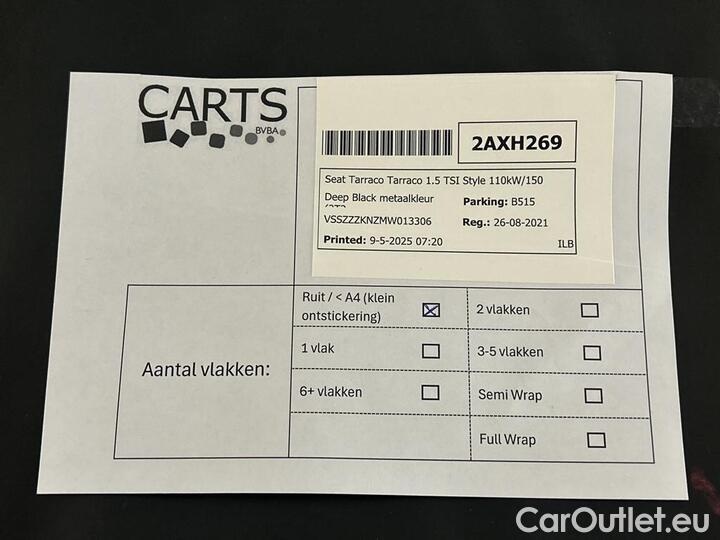 CARTS
BVBA
2AXH269
Seat Tarraco Tarraco 1.5 TSI Style 110kW/150
Deep Black metaalkleur
Parking: B515
VSSZZZKNZMW013306
Reg.: 26-08-2021
Printed: 9-5-2025 07:20
ILB
Aantal vlakken:
Ruit / < A4 (klein
ontstickering)
2 vlakken
1 vlak
3-5 vlakken
6+ vlakken
Semi Wrap
Full Wrap
CarOutlet.eu